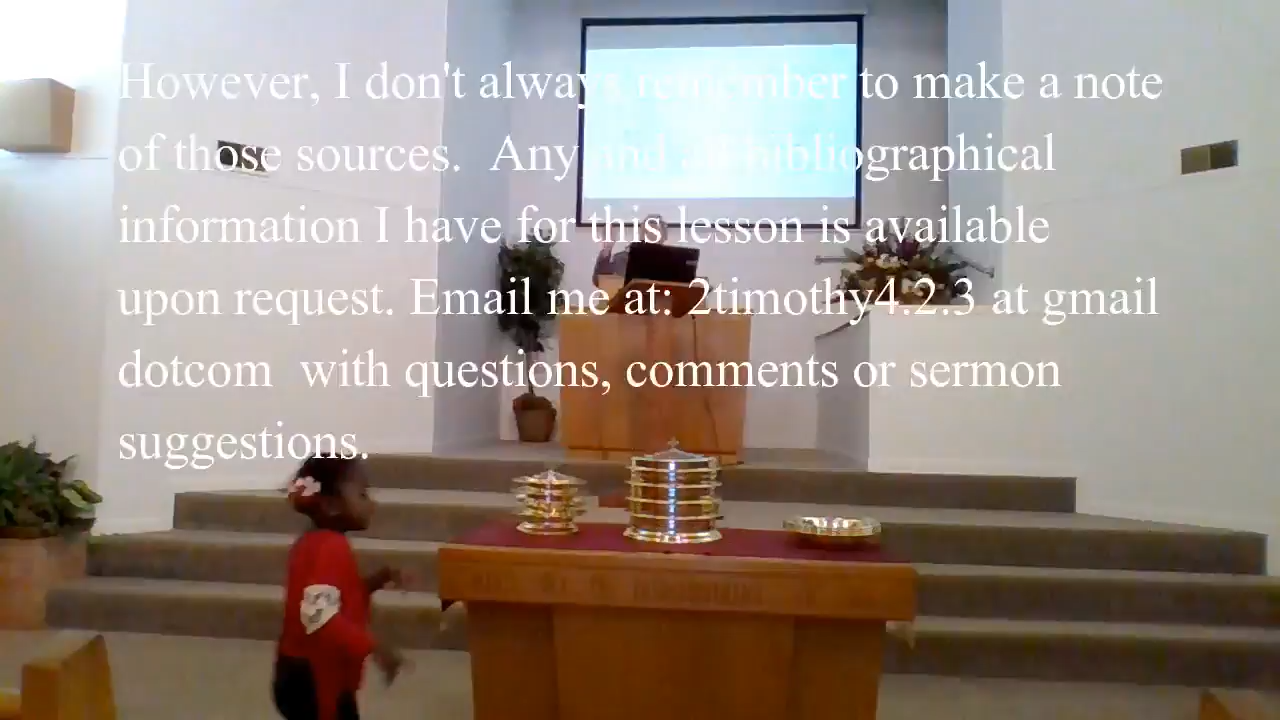 However, I don't always remember to make a note
of those sources.  Any and all bibliographical
information I have for this lesson is available
upon request. Email me at: 2timothy4.2.3 at gmail
dotcom  with questions, comments or sermon
suggestions.